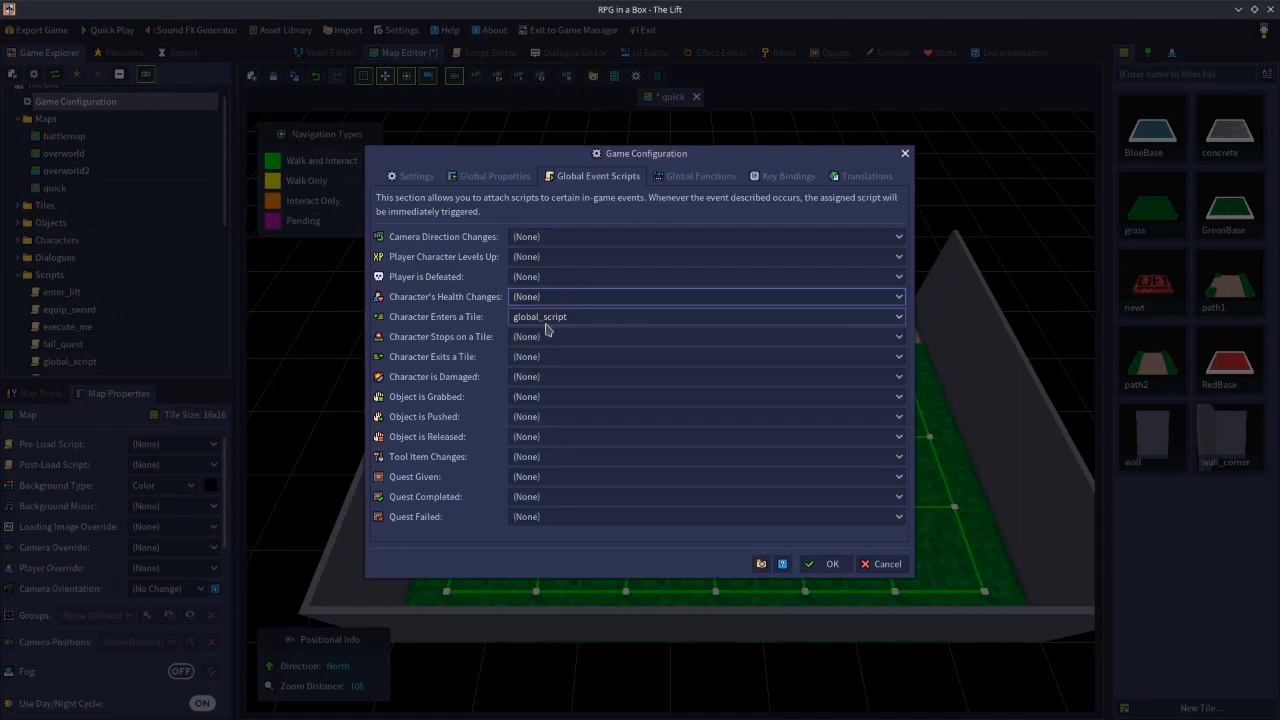 RPG in a Box - The Lift
Export Game
Quick Play
Sound FX Generator
Asset Library
Import
Settings
Help
About
Exit to Game Manager
Exit
Game Explorer
Favorites
Recent
Voxel Editor
Map Editor (*)
Script Editor
Dialogue Editor
UI Editor
Effect Editor
Items
Quests
Combat
Stats
Documentation
(Enter name to filter by)
* quick
Game Configuration
Maps
battlemap
overworld
overworld2
quick
Tiles
Objects
Characters
Dialogues
Scripts
enter_lift
equip_sword
execute_me
fail_quest
global_script
Map Tools
Map Properties
Map
Tile Size: 16x16
Pre-Load Script: (None)
Post-Load Script: (None)
Background Type: Color
Background Music: (None)
Loading Image Override: (None)
Camera Override: (None)
Player Override: (None)
Camera Orientation: (No Change)
Groups: (None Defined)
Camera Positions: (None Defined)
Fog: OFF
Use Day/Night Cycle: ON
Navigation Types
Walk and Interact
Walk Only
Interact Only
Pending
Game Configuration
Settings
Global Properties
Global Event Scripts
Global Functions
Key Bindings
Translations
This section allows you to attach scripts to certain in-game events. Whenever the event described occurs, the assigned script will
be immediately triggered.
Camera Direction Changes: (None)
Player Character Levels Up: (None)
Player is Defeated: (None)
Character's Health Changes: (None)
Character Enters a Tile: global_script
Character Stops on a Tile: (None)
Character Exits a Tile: (None)
Character is Damaged: (None)
Object is Grabbed: (None)
Object is Pushed: (None)
Object is Released: (None)
Tool Item Changes: (None)
Quest Given: (None)
Quest Completed: (None)
Quest Failed: (None)
OK
Cancel
Positional Info
Direction: North
Zoom Distance: 108
BlueBase
concrete
grass
GreenBase
LIFT
newt
path1
path2
RedBase
wall
wall_corner
New Tile...